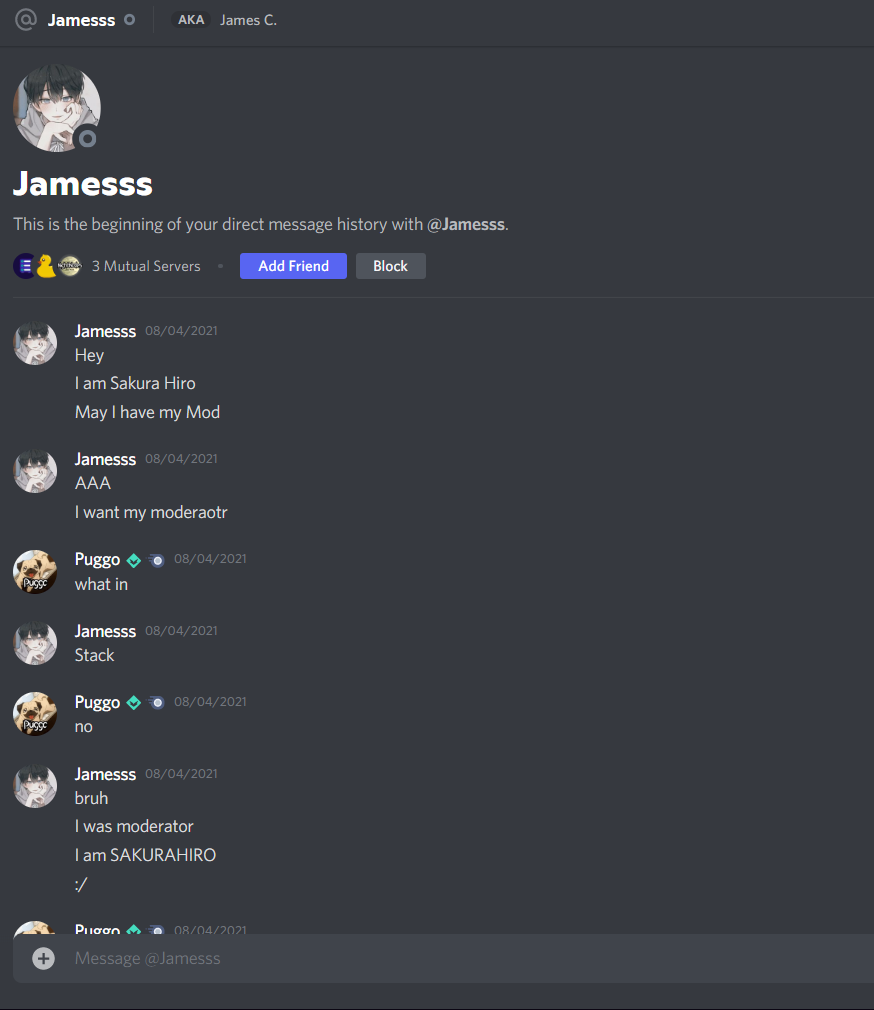 @ Jamesss AKA James C.
Jamesss
This is the beginning of your direct message history with @Jamesss.
3 Mutual Servers • Add Friend Block
Jamesss 08/04/2021
Hey
I am Sakura Hiro
May I have my Mod
Jamesss 08/04/2021
AAA
I want my moderaotr
Puggo 08/04/2021
what in
Jamesss 08/04/2021
Stack
Puggo 08/04/2021
no
Jamesss 08/04/2021
bruh
I was moderator
I am SAKURAHIRO
:/
Puggo 08/04/2021
Message @Jamesss